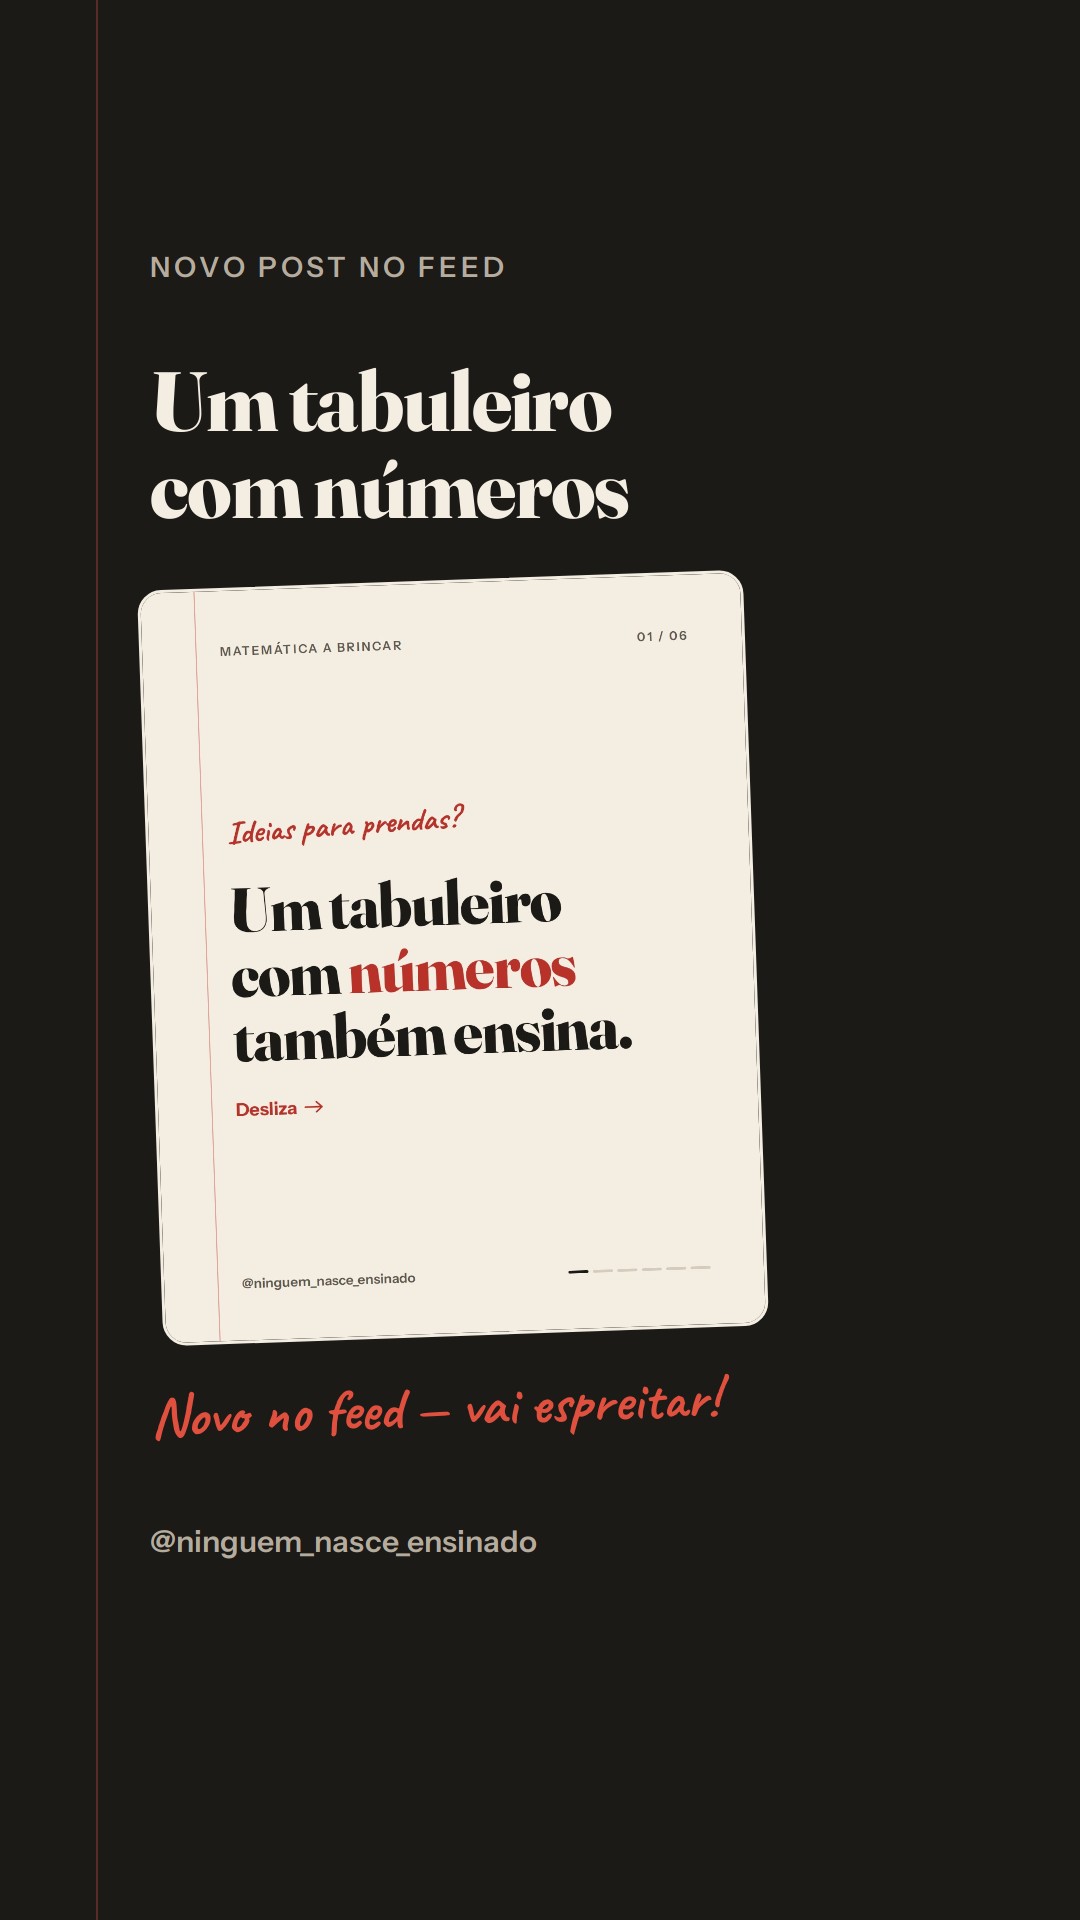 NOVO POST NO FEED
Um tabuleiro
com números
MATEMÁTICA A BRINCAR
01 / 06
Ideias para prendas?
Um tabuleiro
com números
também ensina.
Desliza →
@ninguem_nasce_ensinado
Novo no feed — vai espreitar!
@ninguem_nasce_ensinado